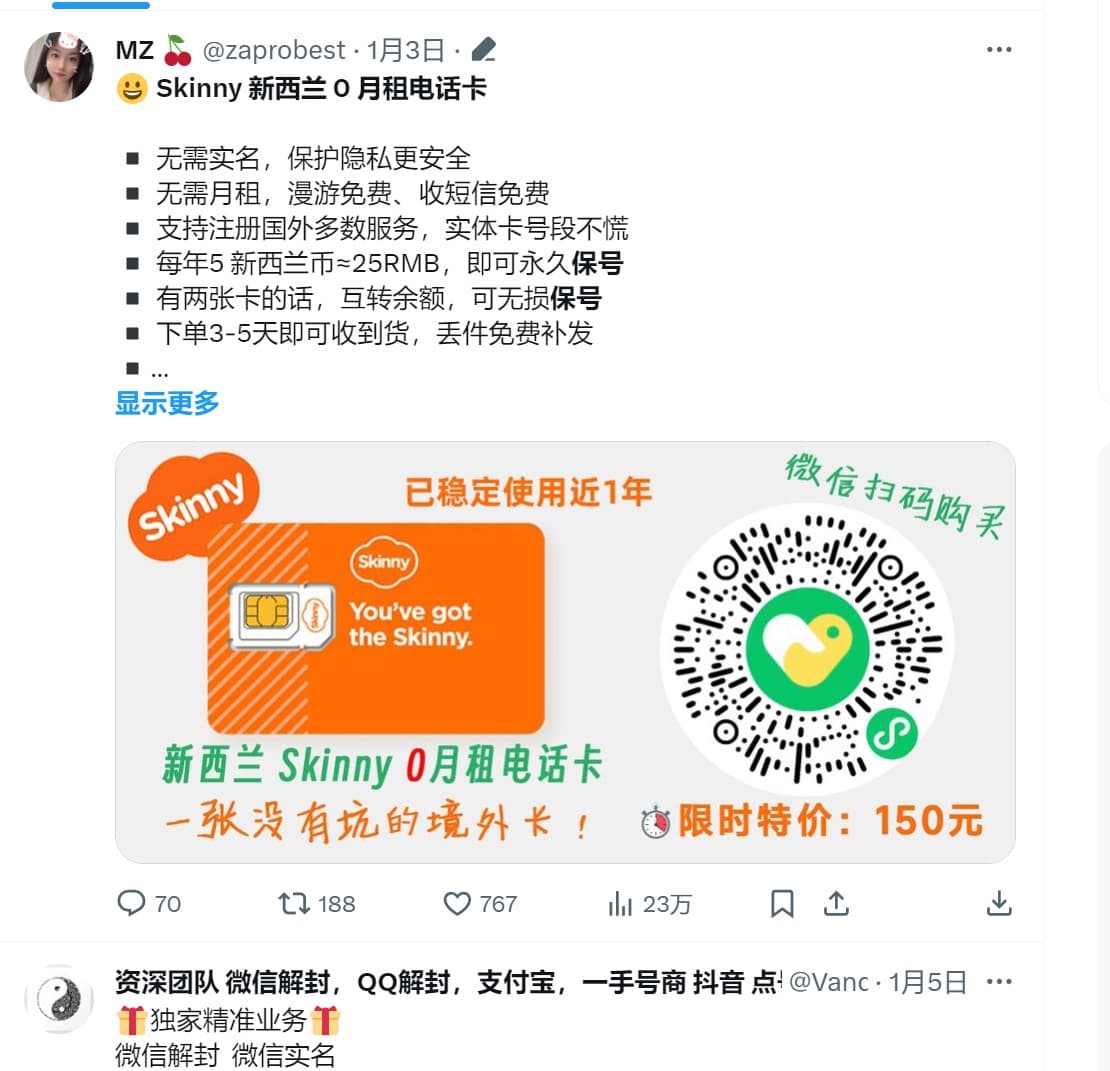 MZ 🍒 @zaprobest · 1月3日 ·
😀 Skinny 新西兰 0 月租电话卡
▪ 无需实名，保护隐私更安全
▪ 无需月租，漫游免费、收短信免费
▪ 支持注册国外多数服务，实体卡号段不慌
▪ 每年5 新西兰币≈25RMB，即可永久保号
▪ 有两张卡的话，互转余额，可无损保号
▪ 下单3-5天即可收到货，丢件免费补发
▪ ...
显示更多
Skinny
已稳定使用近1年
微信扫码购买
Skinny
You've got
the Skinny.
Skinny
新西兰 Skinny 0月租电话卡
一张没有坑的境外卡！
限时特价：150元
70 188 767 23万
资深团队 微信解封，QQ解封，支付宝，一手号商 抖音 点 @Vanc · 1月5日
🎁独家精准业务🎁
微信解封 微信实名